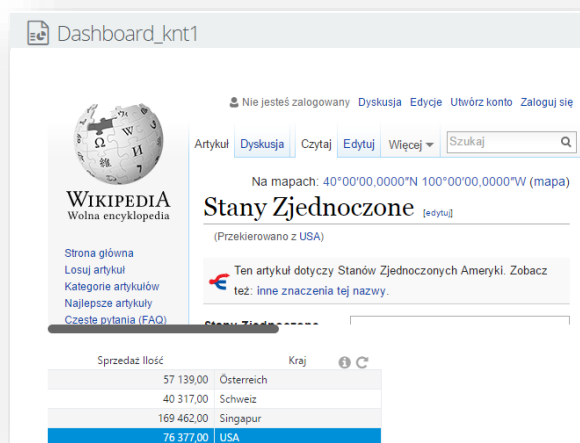 Dashboard_knt1
Nie jesteś zalogowany Dyskusja Edycje Utwórz konto Zaloguj się
Artykuł Dyskusja Czytaj Edytuj Więcej Szukaj
Na mapach: 40°00′00,0000″N 100°00′00,0000″W (mapa)
WIKIPEDIA
Wolna encyklopedia
Stany Zjednoczone [edytuj]
(Przekierowano z USA)
Strona główna
Losuj artykuł
Kategorie artykułów
Najlepsze artykuły
Częste pytania (FAQ)
Ten artykuł dotyczy Stanów Zjednoczonych Ameryki. Zobacz
też: inne znaczenia tej nazwy.
Stany Zjednoczone
Sprzedaż Ilość Kraj
57 139,00 Österreich
40 317,00 Schweiz
169 462,00 Singapur
76 377,00 USA